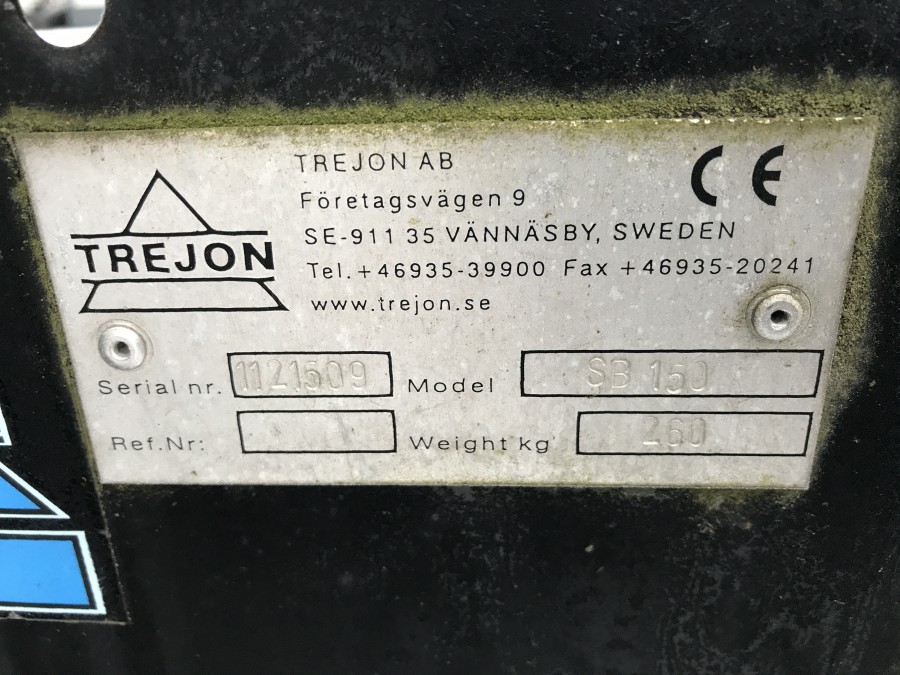 TREJON
TREJON AB
Företagsvägen 9
SE-911 35 VÄNNÄSBY, SWEDEN
Tel.+46935-39900 Fax +46935-20241
www.trejon.se
CE
Serial nr. 1121509 Model SB 150
Ref.Nr: Weight kg 260